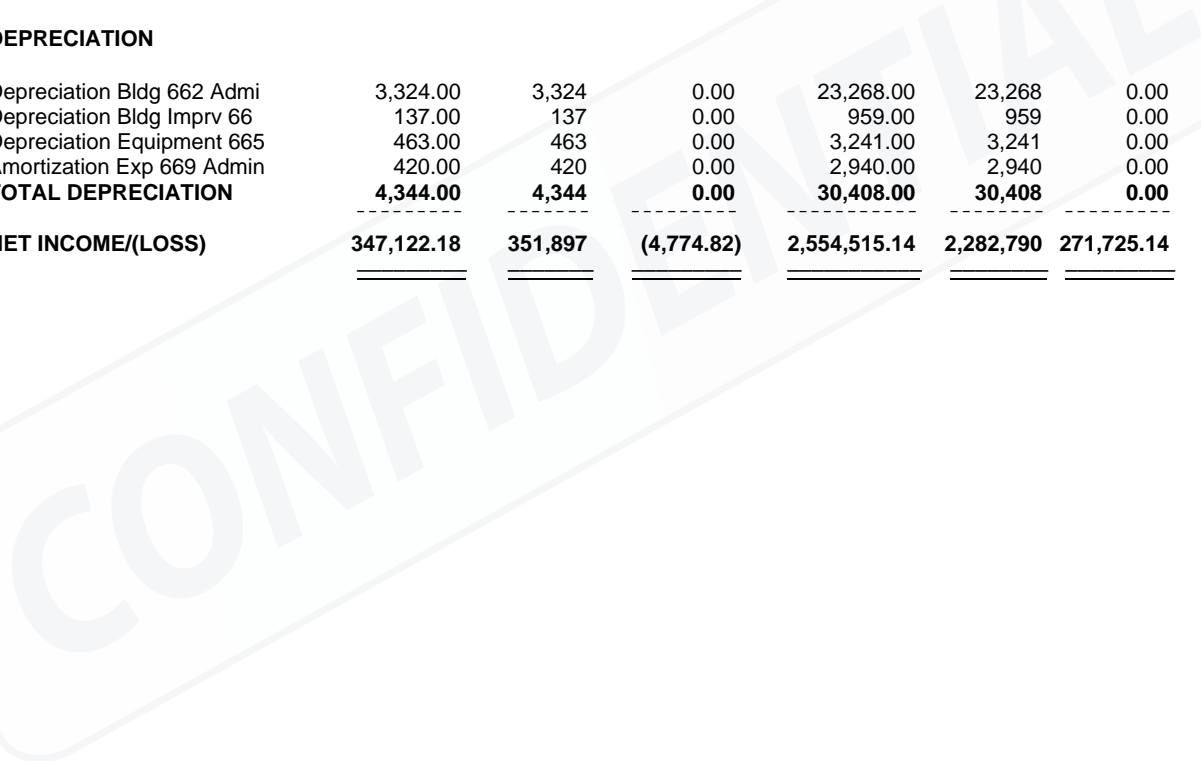 DEPRECIATION
Depreciation Bldg 662 Admi 3,324.00 3,324 0.00 23,268.00 23,268 0.00
Depreciation Bldg Imprv 66 137.00 137 0.00 959.00 959 0.00
Depreciation Equipment 665 463.00 463 0.00 3,241.00 3,241 0.00
Amortization Exp 669 Admin 420.00 420 0.00 2,940.00 2,940 0.00
TOTAL DEPRECIATION 4,344.00 4,344 0.00 30,408.00 30,408 0.00
NET INCOME/(LOSS) 347,122.18 351,897 (4,774.82) 2,554,515.14 2,282,790 271,725.14
CONFIDENTIAL